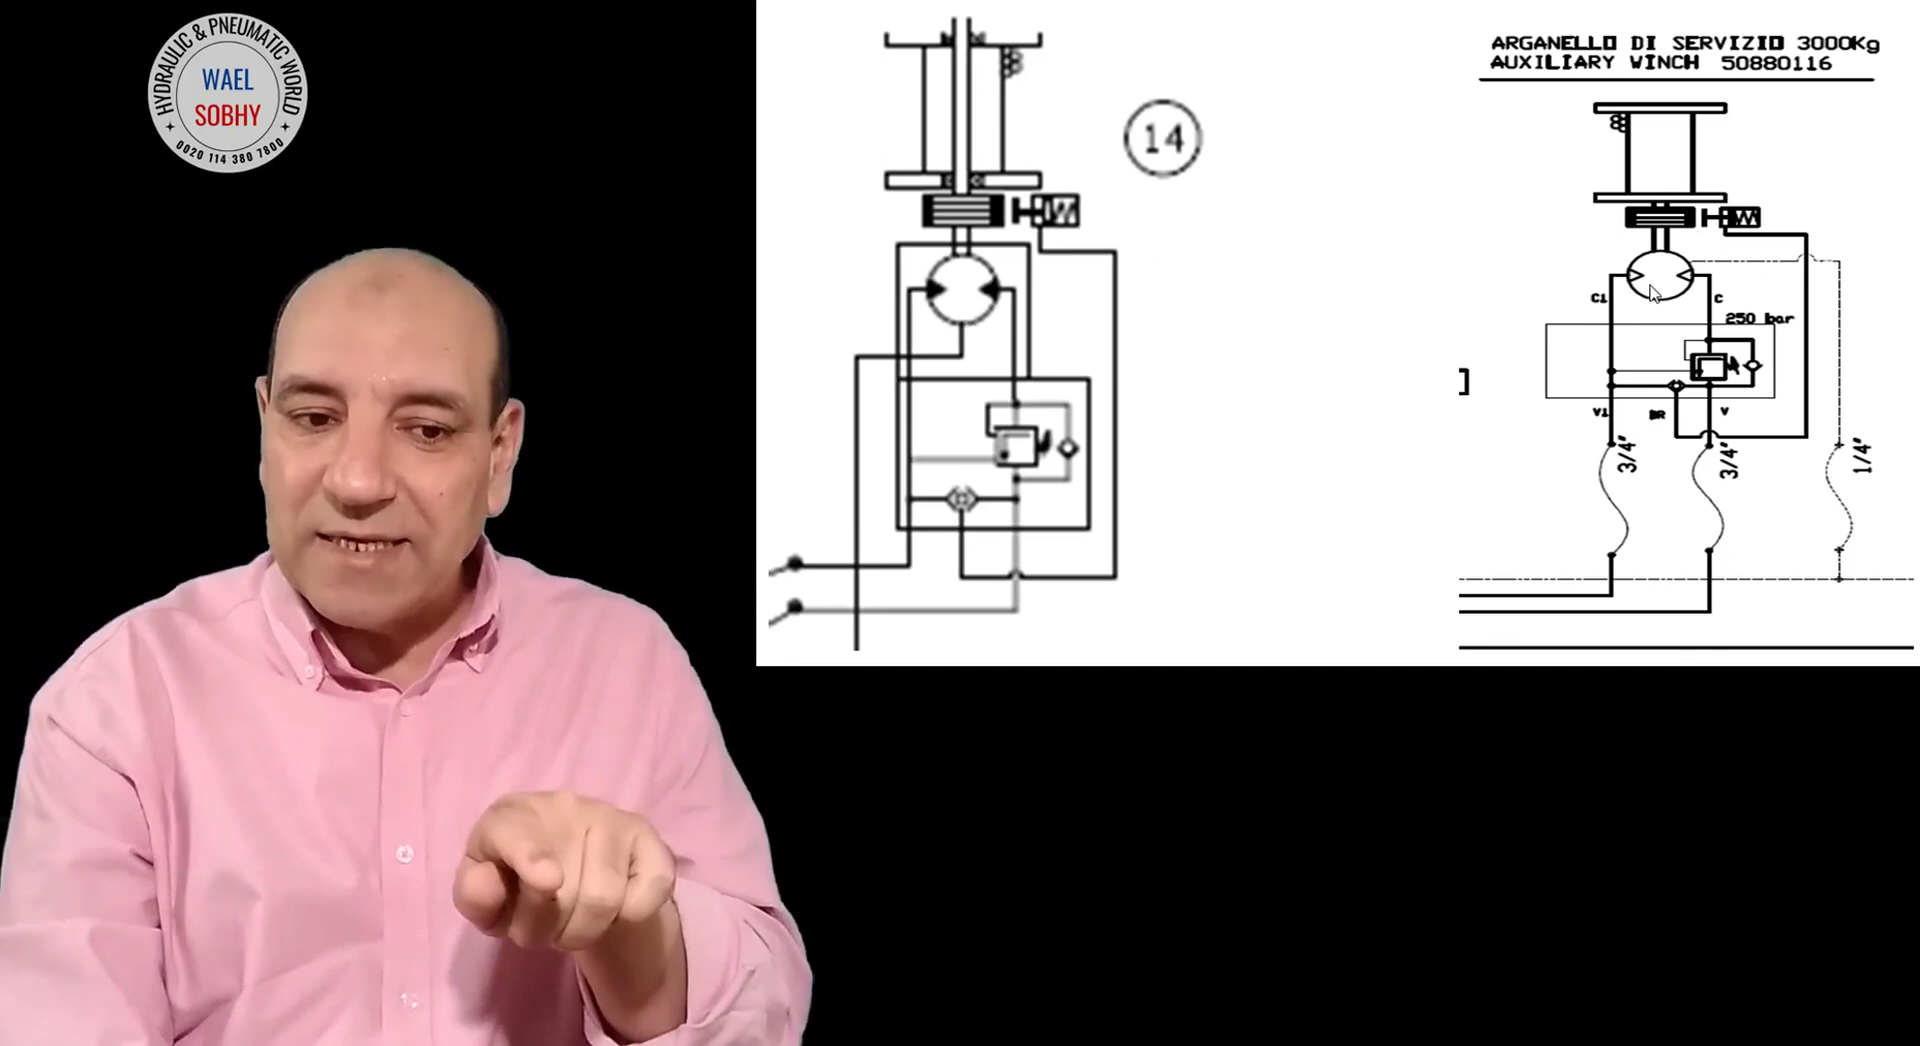 HYDRAULIC & PNEUMATIC WORLD
WAEL
SOBHY
0020 114 380 7800
14
ARGANELLO DI SERVIZIO 3000Kg
AUXILIARY WINCH 50880116
C1
C
250 bar
V1
BR
V
3/4"
3/4"
1/4"